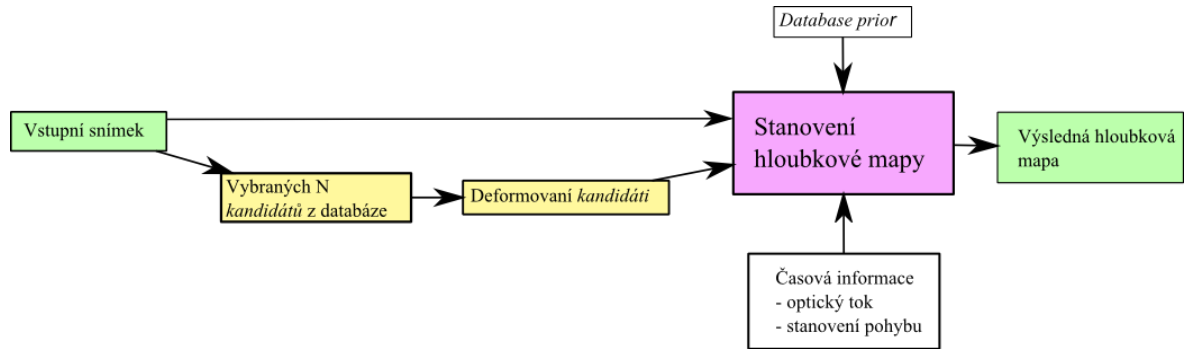 Database prior
Vstupní snímek
Stanovení
hloubkové mapy
Výsledná hloubková
mapa
Vybraných N
kandidátů z databáze
Deformovaní kandidáti
Časová informace
- optický tok
- stanovení pohybu